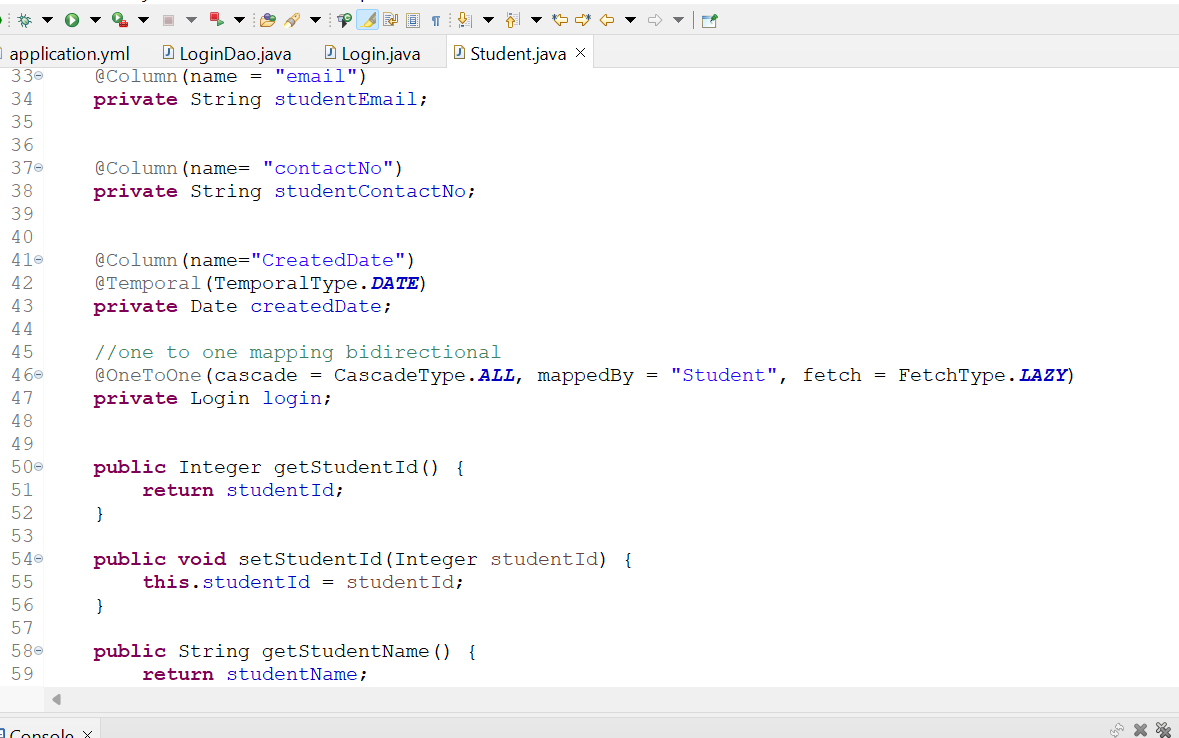 application.yml LoginDao.java Login.java Student.java
33 @Column(name = "email")
34 private String studentEmail;
35
36
37 @Column(name= "contactNo")
38 private String studentContactNo;
39
40
41 @Column(name="CreatedDate")
42 @Temporal(TemporalType.DATE)
43 private Date createdDate;
44
45 //one to one mapping bidirectional
46 @OneToOne(cascade = CascadeType.ALL, mappedBy = "Student", fetch = FetchType.LAZY)
47 private Login login;
48
49
50 public Integer getStudentId() {
51 return studentId;
52 }
53
54 public void setStudentId(Integer studentId) {
55 this.studentId = studentId;
56 }
57
58 public String getStudentName() {
59 return studentName;
Console